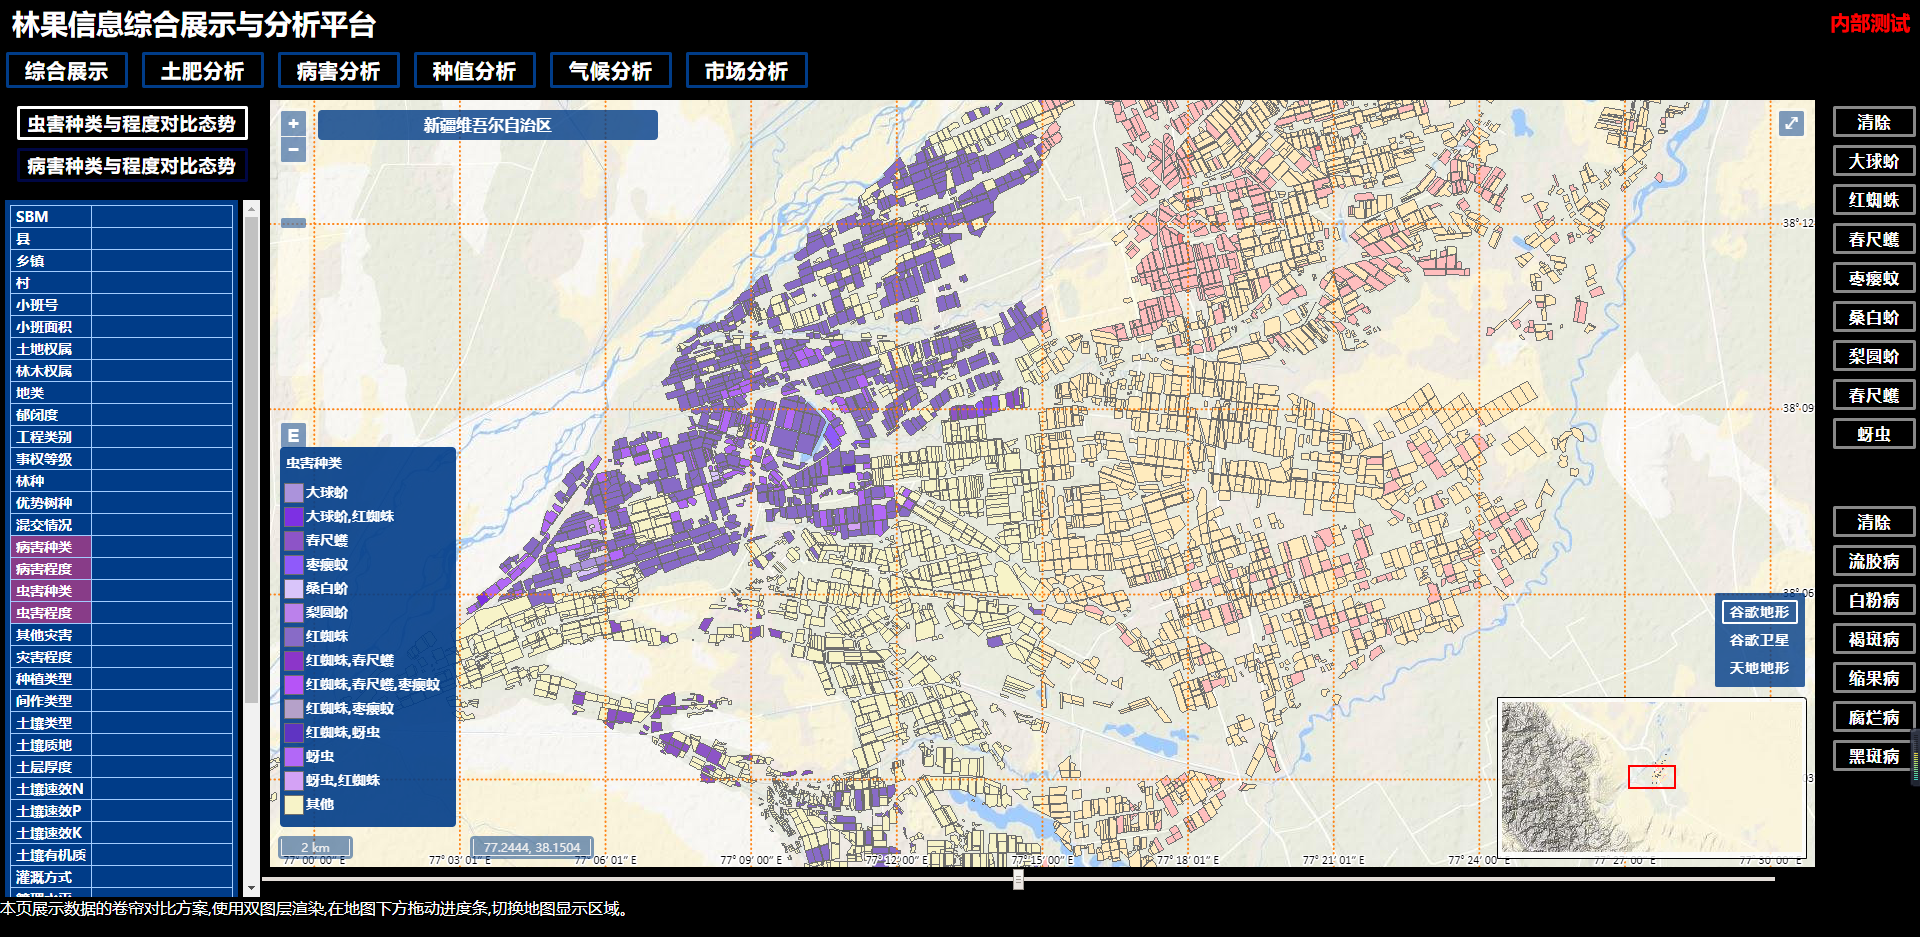 林果信息综合展示与分析平台
内部测试
综合展示
土肥分析
病害分析
种值分析
气候分析
市场分析
虫害种类与程度对比态势
病害种类与程度对比态势
SBM
县
乡镇
村
小班号
小班面积
土地权属
林木权属
地类
郁闭度
工程类别
事权等级
林种
优势树种
混交情况
病害种类
病害程度
虫害种类
虫害程度
其他灾害
灾害程度
种植类型
间作类型
土壤类型
土壤质地
土层厚度
土壤速效N
土壤速效P
土壤速效K
土壤有机质
灌溉方式
+
−
新疆维吾尔自治区
E
虫害种类
大球蚧
大球蚧,红蜘蛛
春尺蠖
枣瘿蚊
桑白蚧
梨圆蚧
红蜘蛛
红蜘蛛,春尺蠖
红蜘蛛,春尺蠖,枣瘿蚊
红蜘蛛,枣瘿蚊
红蜘蛛,蚜虫
蚜虫
蚜虫,红蜘蛛
其他
2 km
77.2444, 38.1504
77° 00′ 00″ E
77° 03′ 01″ E
77° 06′ 01″ E
77° 09′ 00″ E
77° 12′ 00″ E
77° 15′ 00″ E
77° 18′ 01″ E
77° 21′ 01″ E
77° 24′ 00″ E
77° 27′ 00″ E
77° 30′ 00″ E
38° 12
38° 09
38° 06
03
谷歌地形
谷歌卫星
天地地形
清除
大球蚧
红蜘蛛
春尺蠖
枣瘿蚊
桑白蚧
梨圆蚧
春尺蠖
蚜虫
清除
流胶病
白粉病
褐斑病
缩果病
腐烂病
黑斑病
本页展示数据的卷帘对比方案,使用双图层渲染,在地图下方拖动进度条,切换地图显示区域。